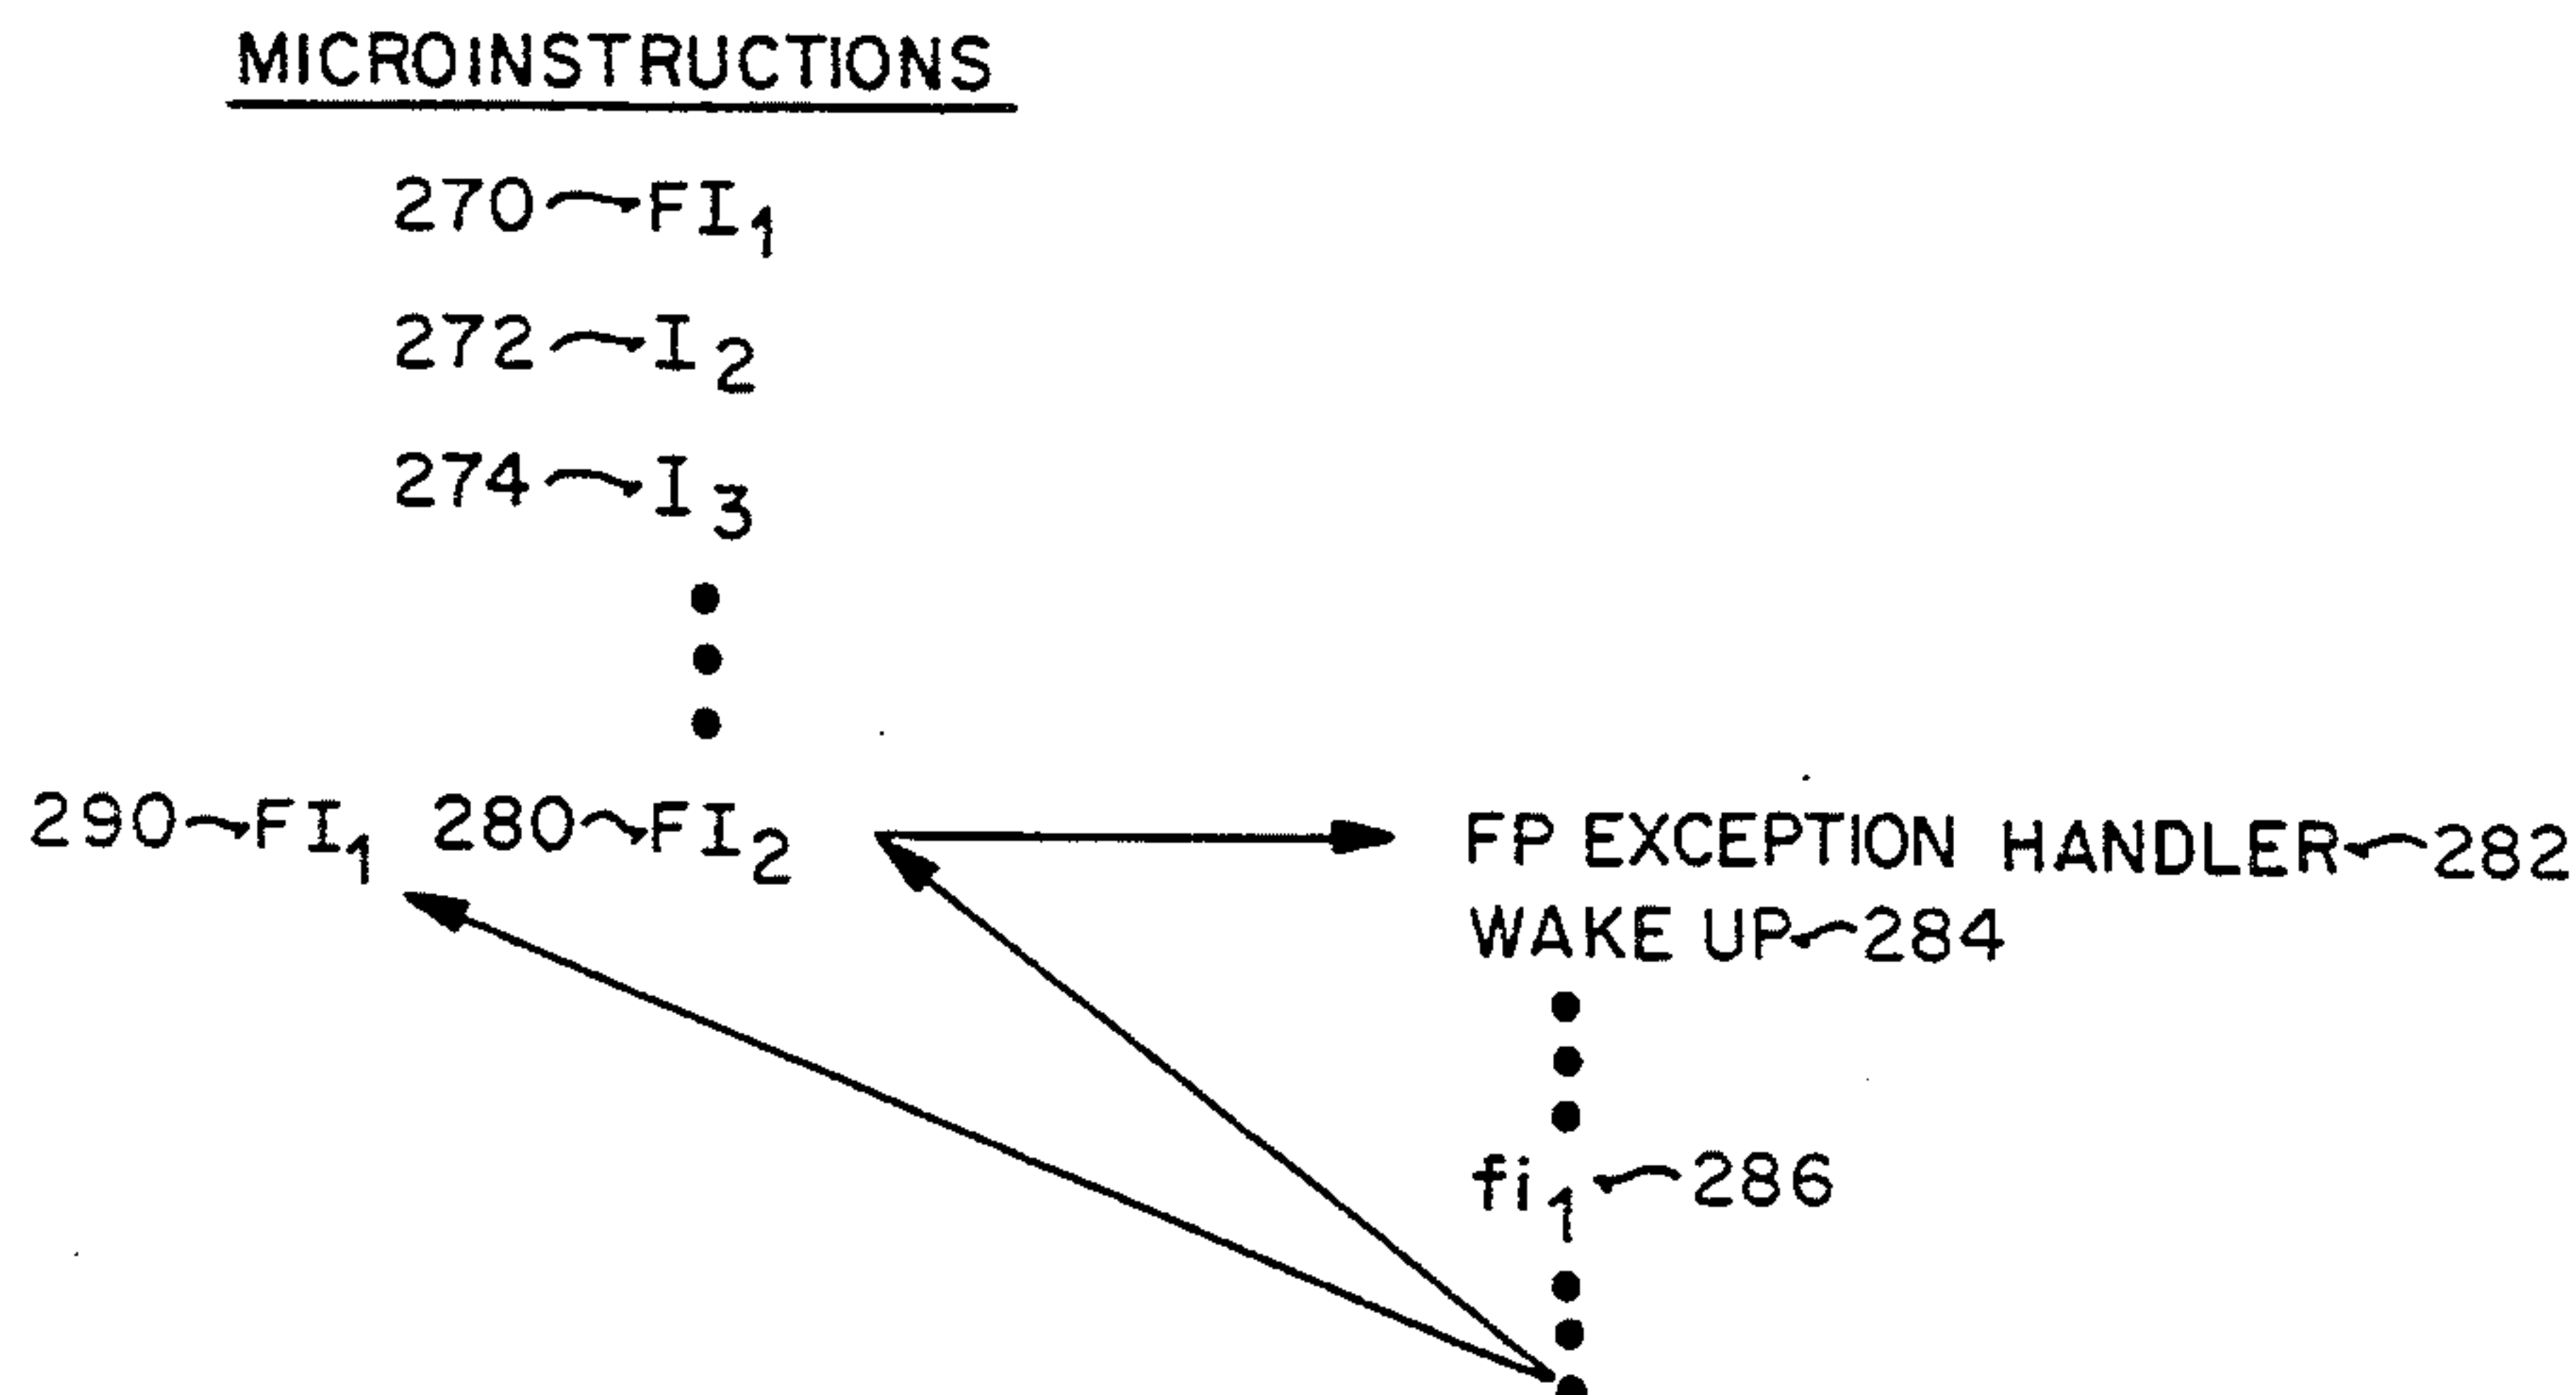 MICROINSTRUCTIONS
270 FI1
272 I2
274 I3
290 FI1 280 FI2 FP EXCEPTION HANDLER 282
WAKE UP 284
fi1 286